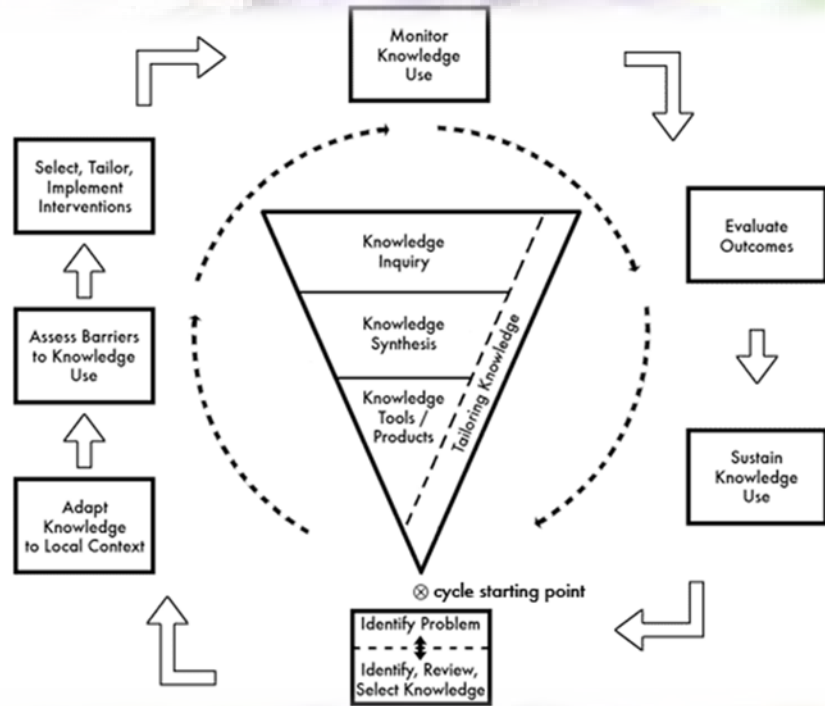 Monitor
Knowledge
Use
Select, Tailor,
Implement
Interventions
Evaluate
Outcomes
Knowledge
Inquiry
Knowledge
Synthesis
Knowledge
Tools /
Products
Tailoring Knowledge
Assess Barriers
to Knowledge
Use
Sustain
Knowledge
Use
Adapt
Knowledge
to Local Context
⊗ cycle starting point
Identify Problem
Identify, Review,
Select Knowledge